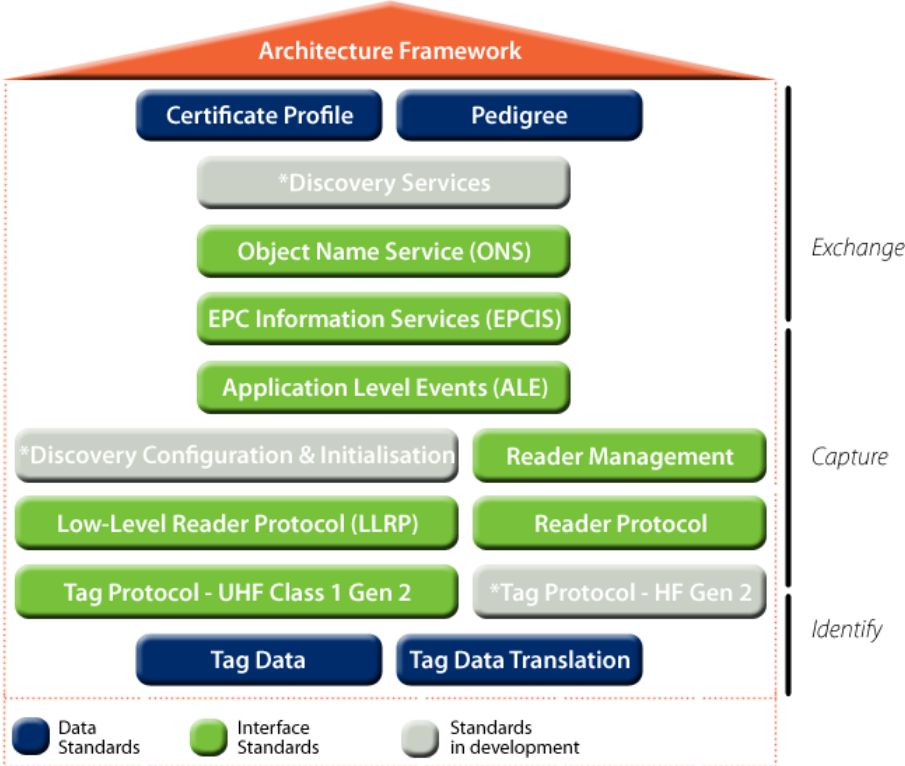 Architecture Framework
Certificate Profile
Pedigree
*Discovery Services
Object Name Service (ONS)
Exchange
EPC Information Services (EPCIS)
Application Level Events (ALE)
*Discovery Configuration & Initialisation
Reader Management
Capture
Low-Level Reader Protocol (LLRP)
Reader Protocol
Tag Protocol - UHF Class 1 Gen 2
*Tag Protocol - HF Gen 2
Identify
Tag Data
Tag Data Translation
Data
Standards
Interface
Standards
Standards
in development